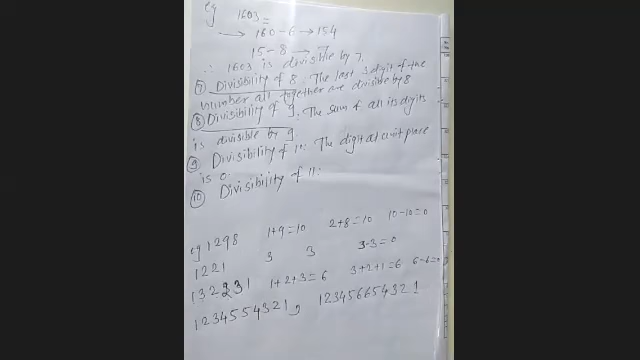 eg 1603 =
→ 160 - 6 → 154
15 - 8 → 7
∴ 1603 is divisible by 7.
⑦ Divisibility of 8: The last 3 digit of the
number all together are divisible by 8
⑧ Divisibility of 9: The sum of all its digits
is divisible by 9.
⑨ Divisibility of 10: The digit at unit place
is 0.
⑩ Divisibility of 11:
eg 1298 1+9=10 2+8=10 10-10=0
1221 3 3 3-3=0
132231 1+2+3=6 3+2+1=6 6-6=0
1234554321, 123456654321